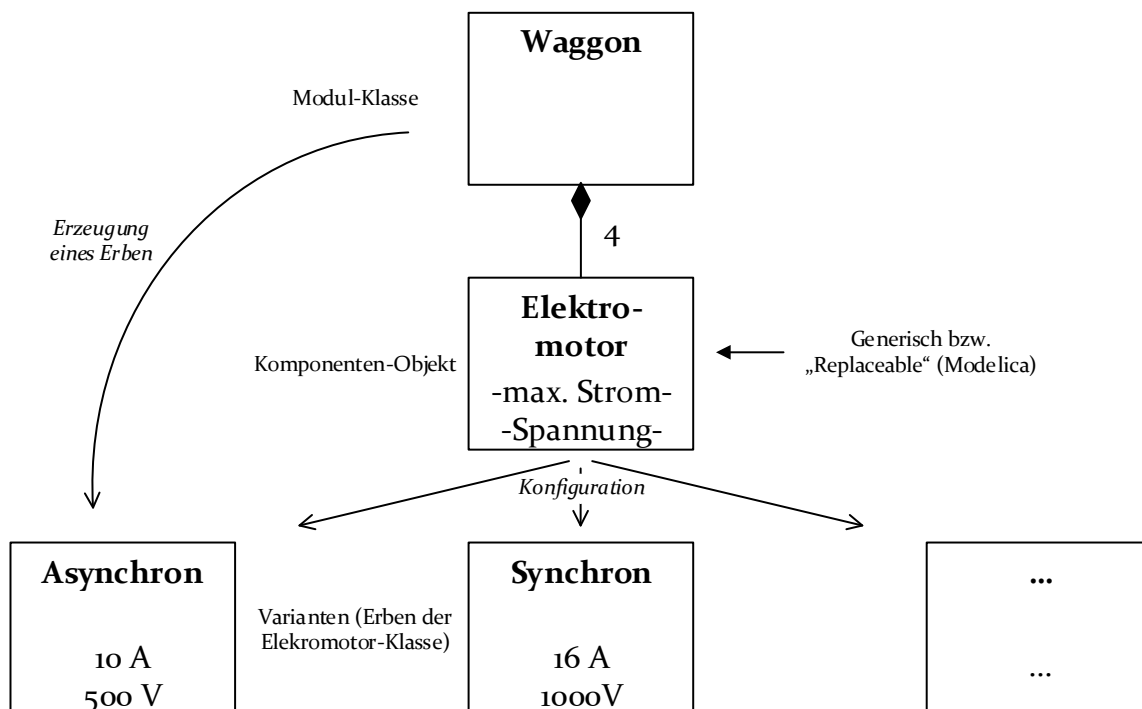 Waggon
Modul-Klasse
Erzeugung
eines Erben
4
Elektro-
motor
-max. Strom-
-Spannung-
Komponenten-Objekt
Generisch bzw.
„Replaceable“ (Modelica)
Konfiguration
Asynchron
10 A
500 V
Varianten (Erben der
Elekromotor-Klasse)
Synchron
16 A
1000V
...
...